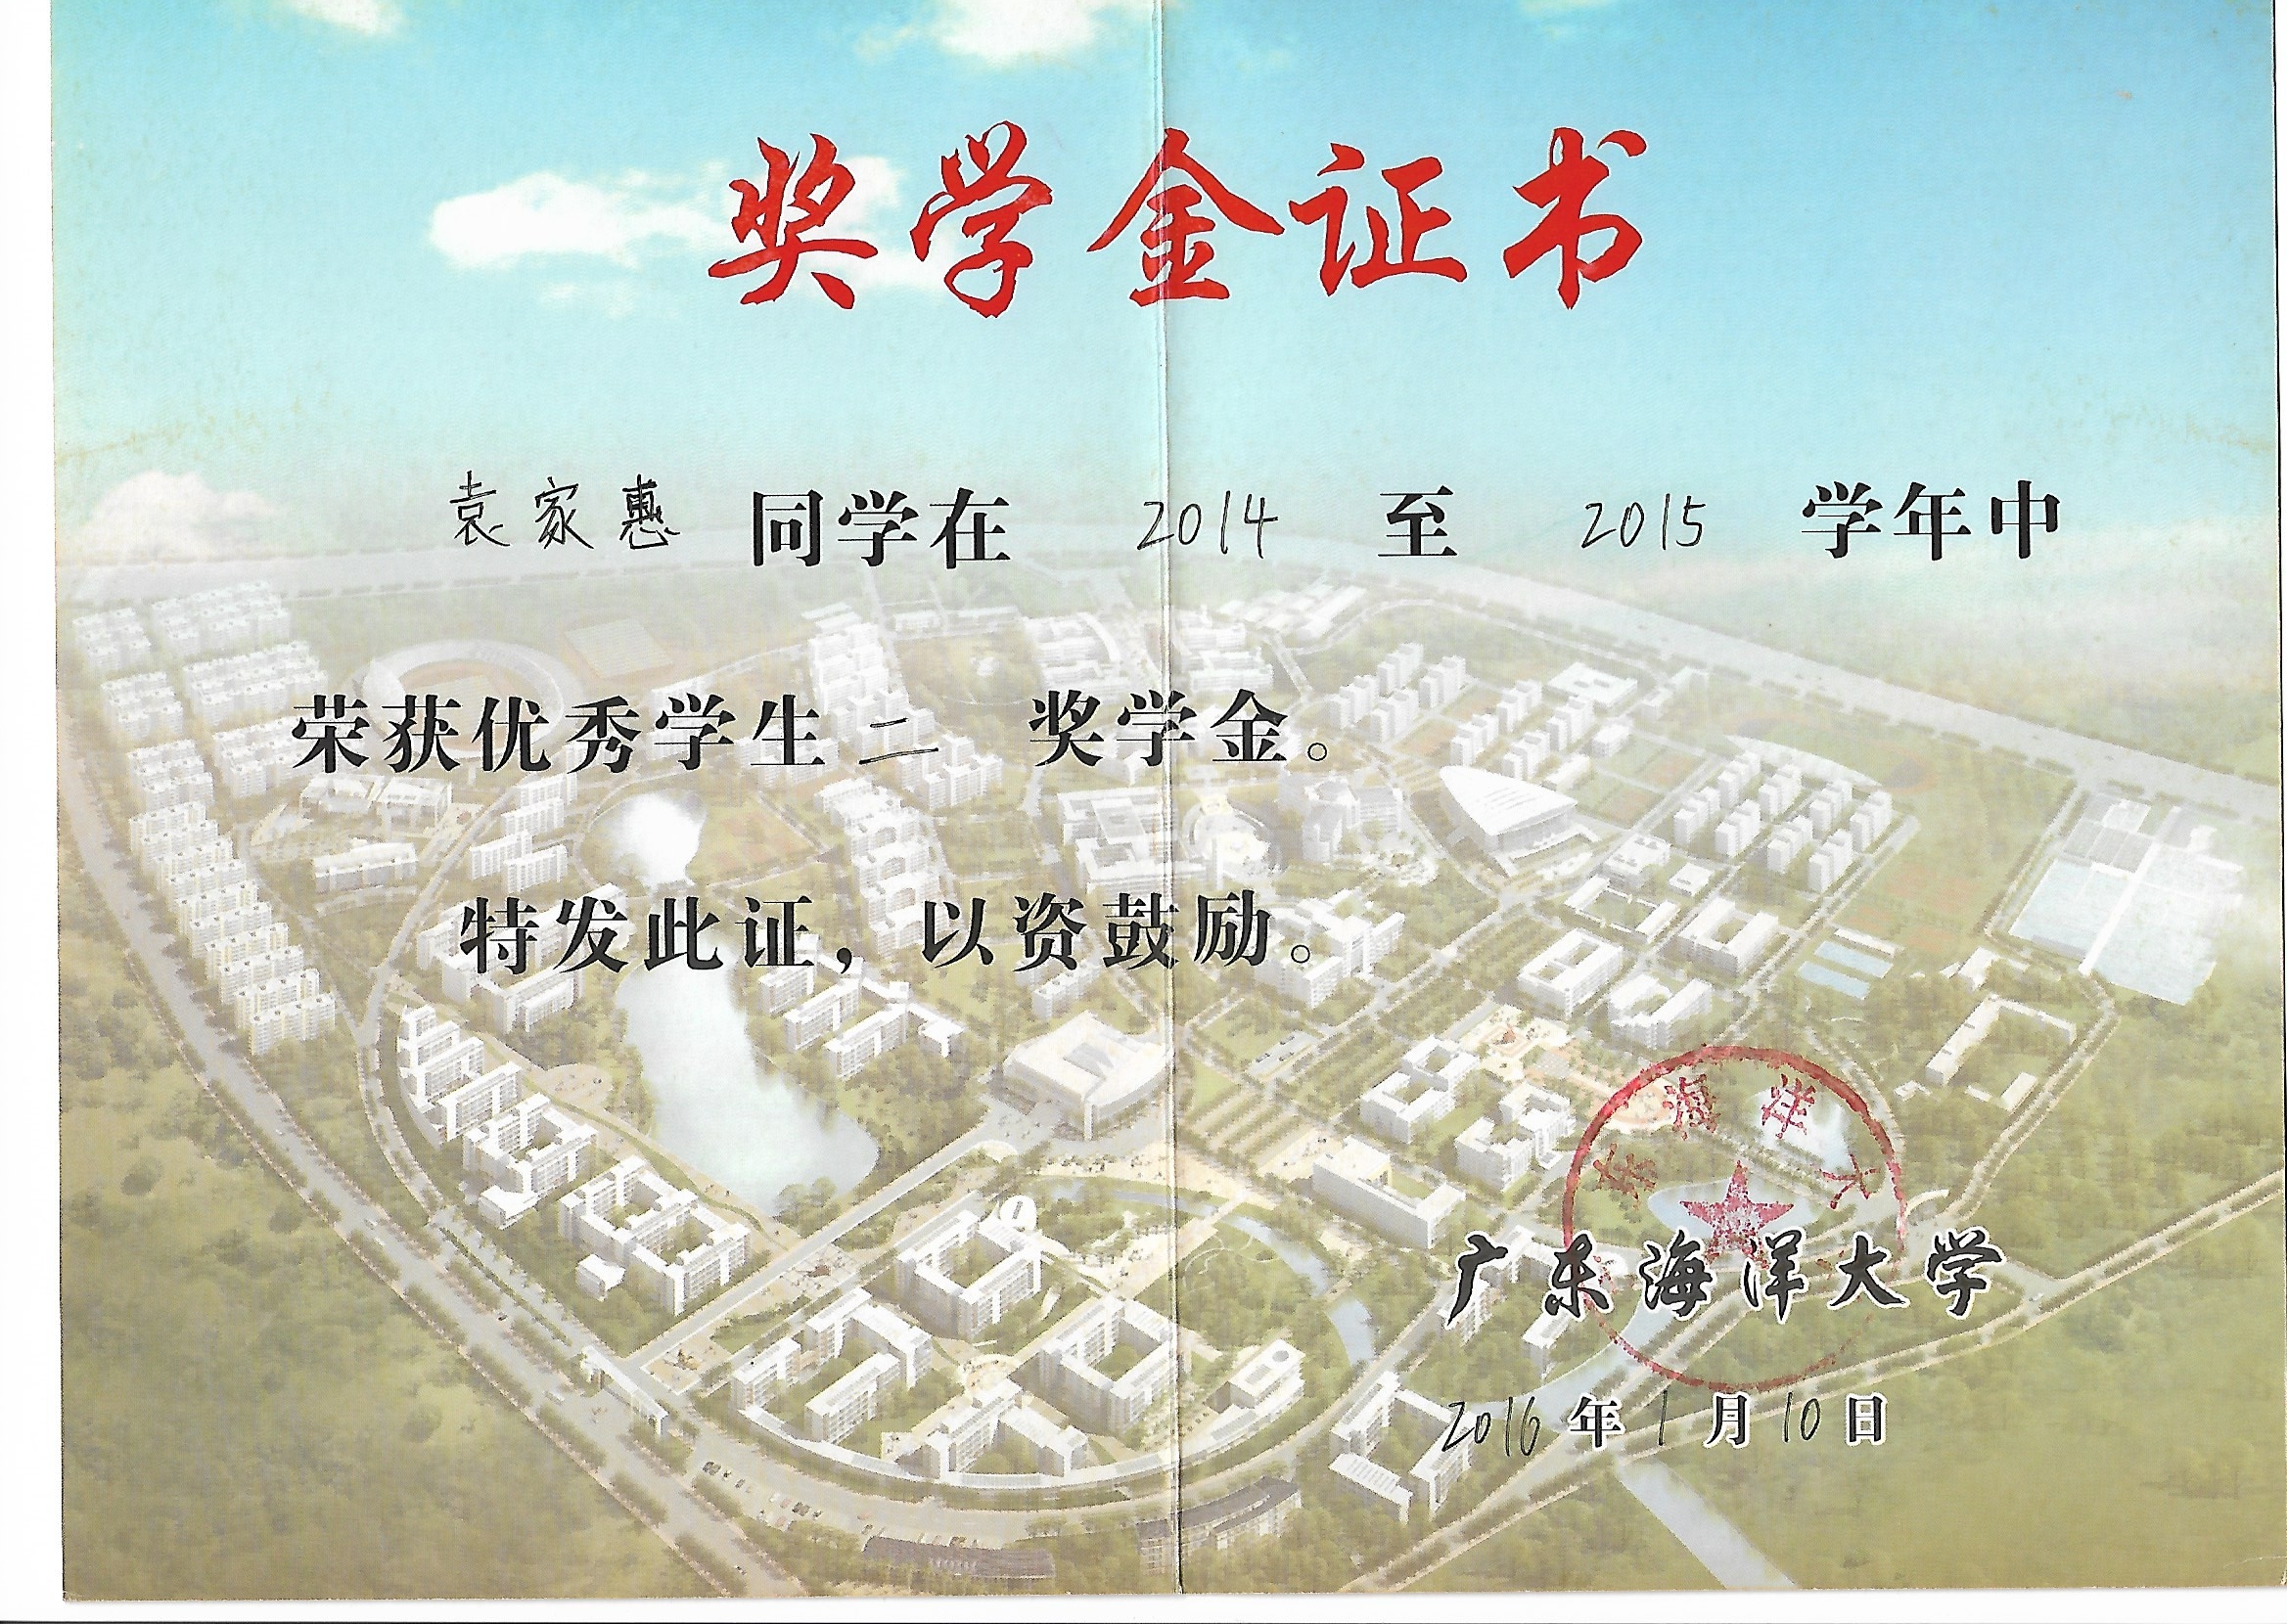 奖学金证书
袁家惠 同学在 2014 至 2015 学年中
荣获优秀学生二 奖学金。
特发此证，以资鼓励。
东海洋大
广东海洋大学
2016年1月10日